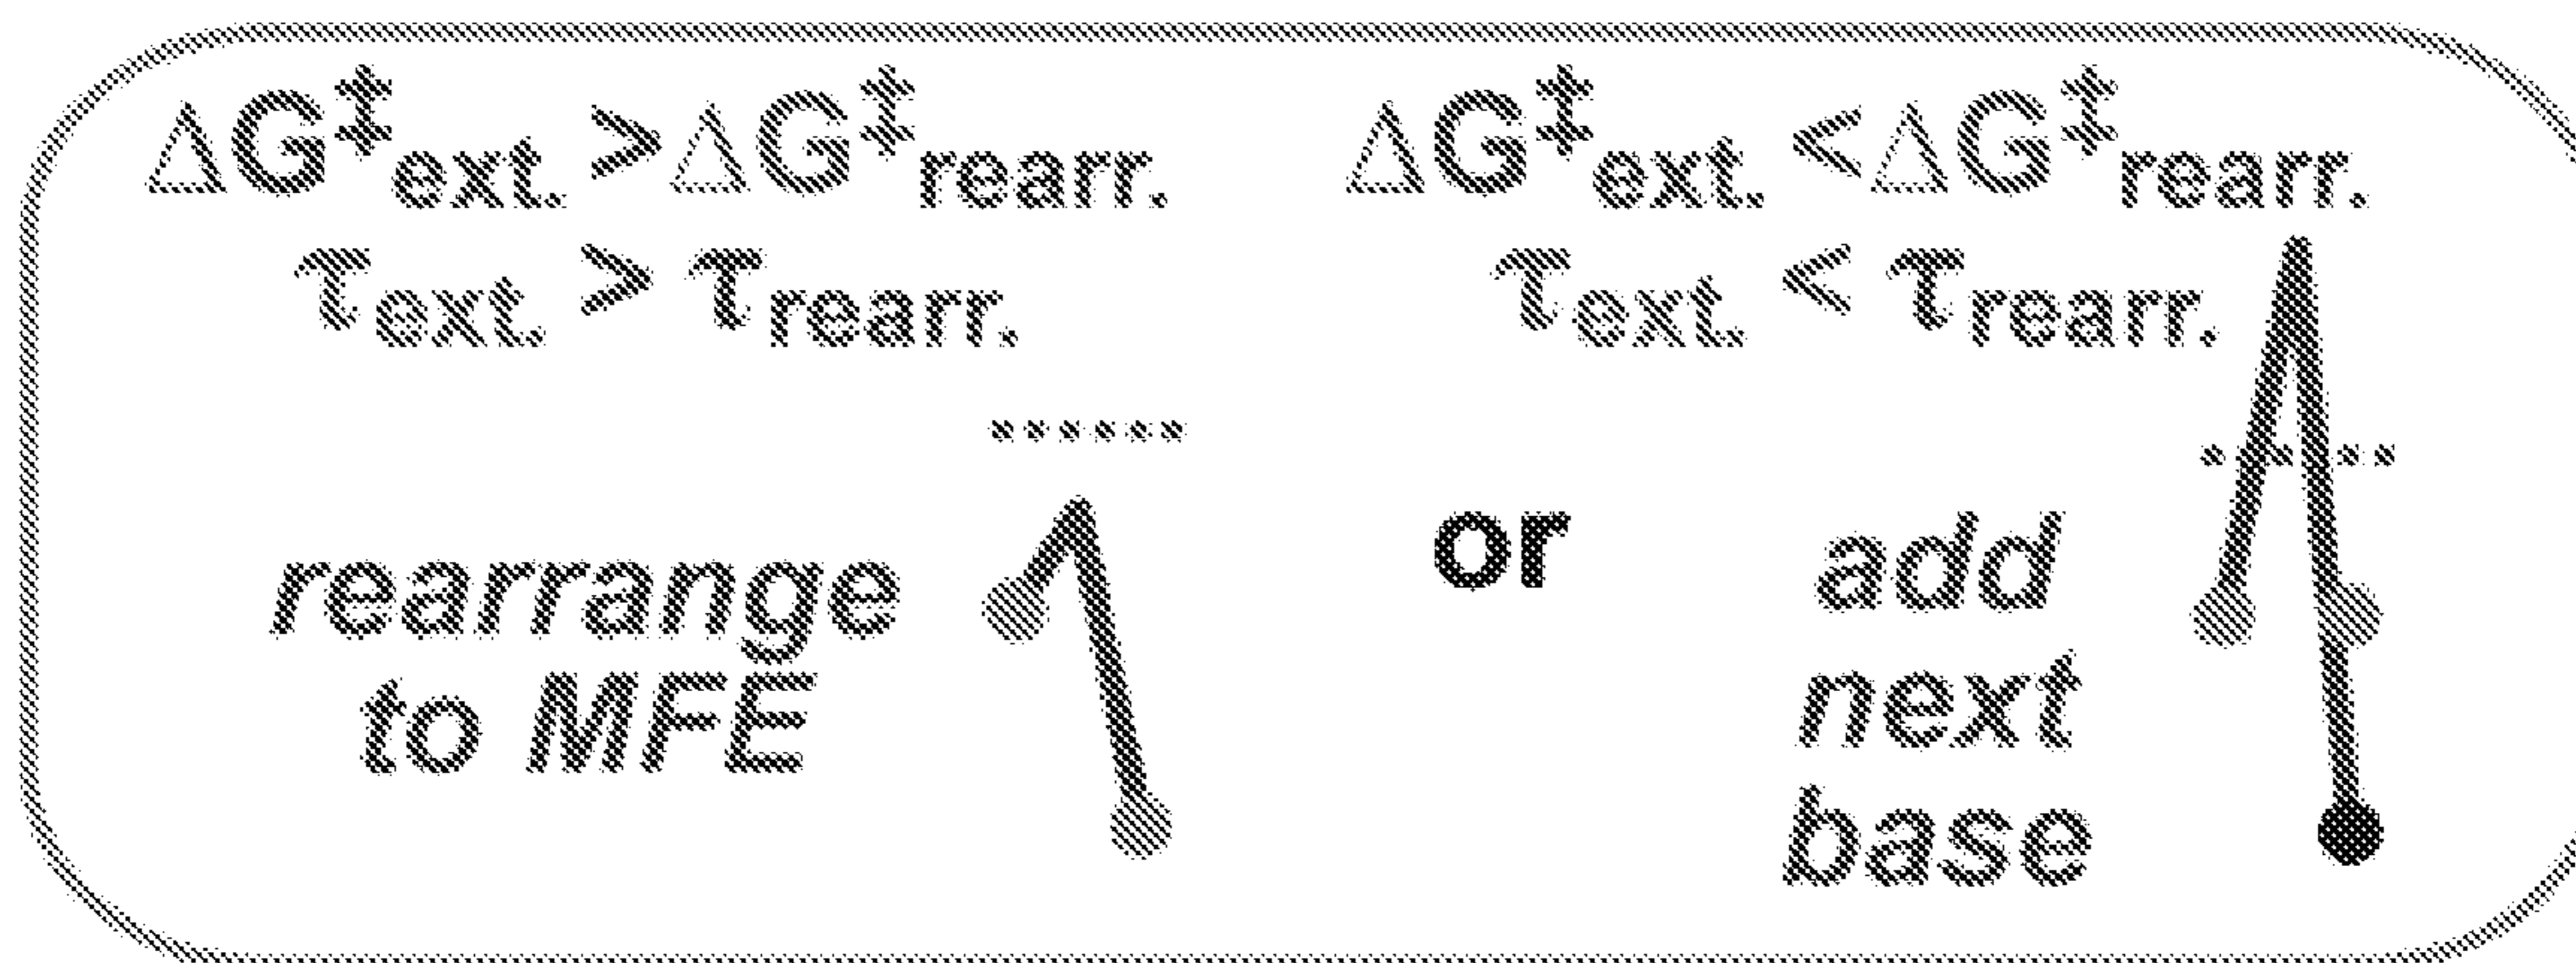 ΔG‡ext. >ΔG‡rearr.
τext. > τrearr.
rearrange
to MFE
or
ΔG‡ext. <ΔG‡rearr.
τext. < τrearr.
add
next
base